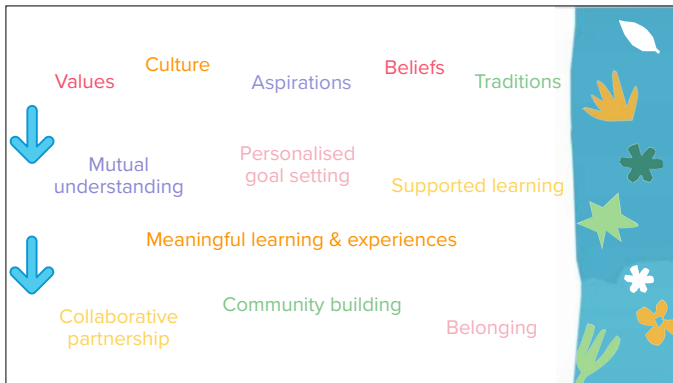 Values
Culture
Aspirations
Beliefs
Traditions
Mutual
understanding
Personalised
goal setting
Supported learning
Meaningful learning & experiences
Collaborative
partnership
Community building
Belonging